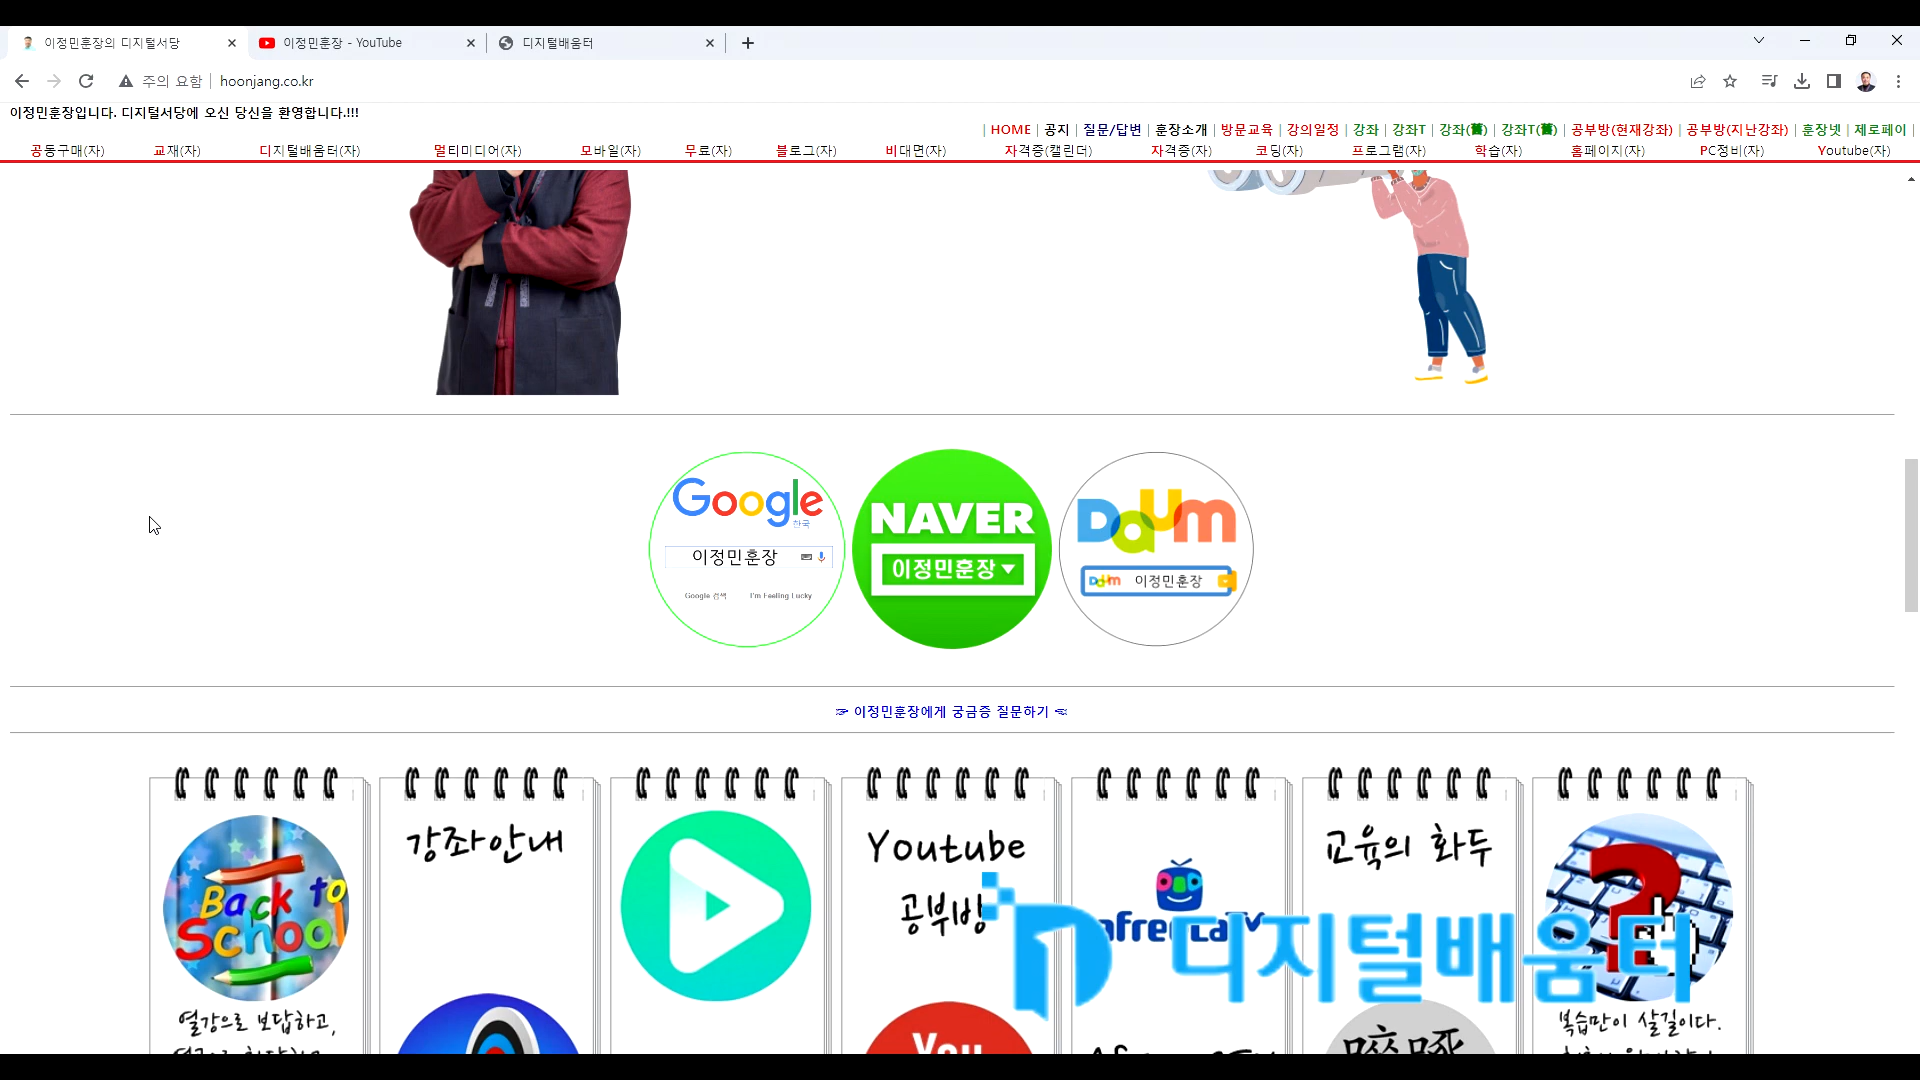 이정민훈장의 디지털서당
이정민훈장 - YouTube
디지털배움터
주의 요함 | hoonjang.co.kr
이정민훈장입니다. 디지털서당에 오신 당신을 환영합니다.!!!
| HOME | 공지 | 질문/답변 | 훈장소개 | 방문교육 | 강의일정 | 강좌 | 강좌T | 강좌(舊) | 강좌T(舊) | 공부방(현재강좌) | 공부방(지난강좌) | 훈장넷 | 제로페이 |
공동구매(자) 교재(자) 디지털배움터(자) 멀티미디어(자) 모바일(자) 무료(자) 블로그(자) 비대면(자) 자격증(캘린더) 자격증(자) 코딩(자) 프로그램(자) 학습(자) 홈페이지(자) PC정비(자) Youtube(자)
Google
한국
이정민훈장
Google 검색 I'm Feeling Lucky
NAVER
이정민훈장
Daum
Daum 이정민훈장
☞ 이정민훈장에게 궁금증 질문하기 ☜
Back to
School
열강으로 보답하고,
강좌안내
Youtube
공부방
You
afreecaTV
교육의 화두
복습만이 살길이다.
디지털배움터